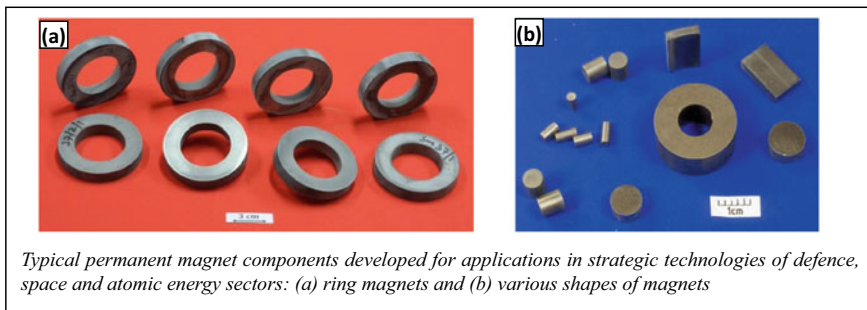 (a)
(b)
3 cm
1cm
Typical permanent magnet components developed for applications in strategic technologies of defence,
space and atomic energy sectors: (a) ring magnets and (b) various shapes of magnets